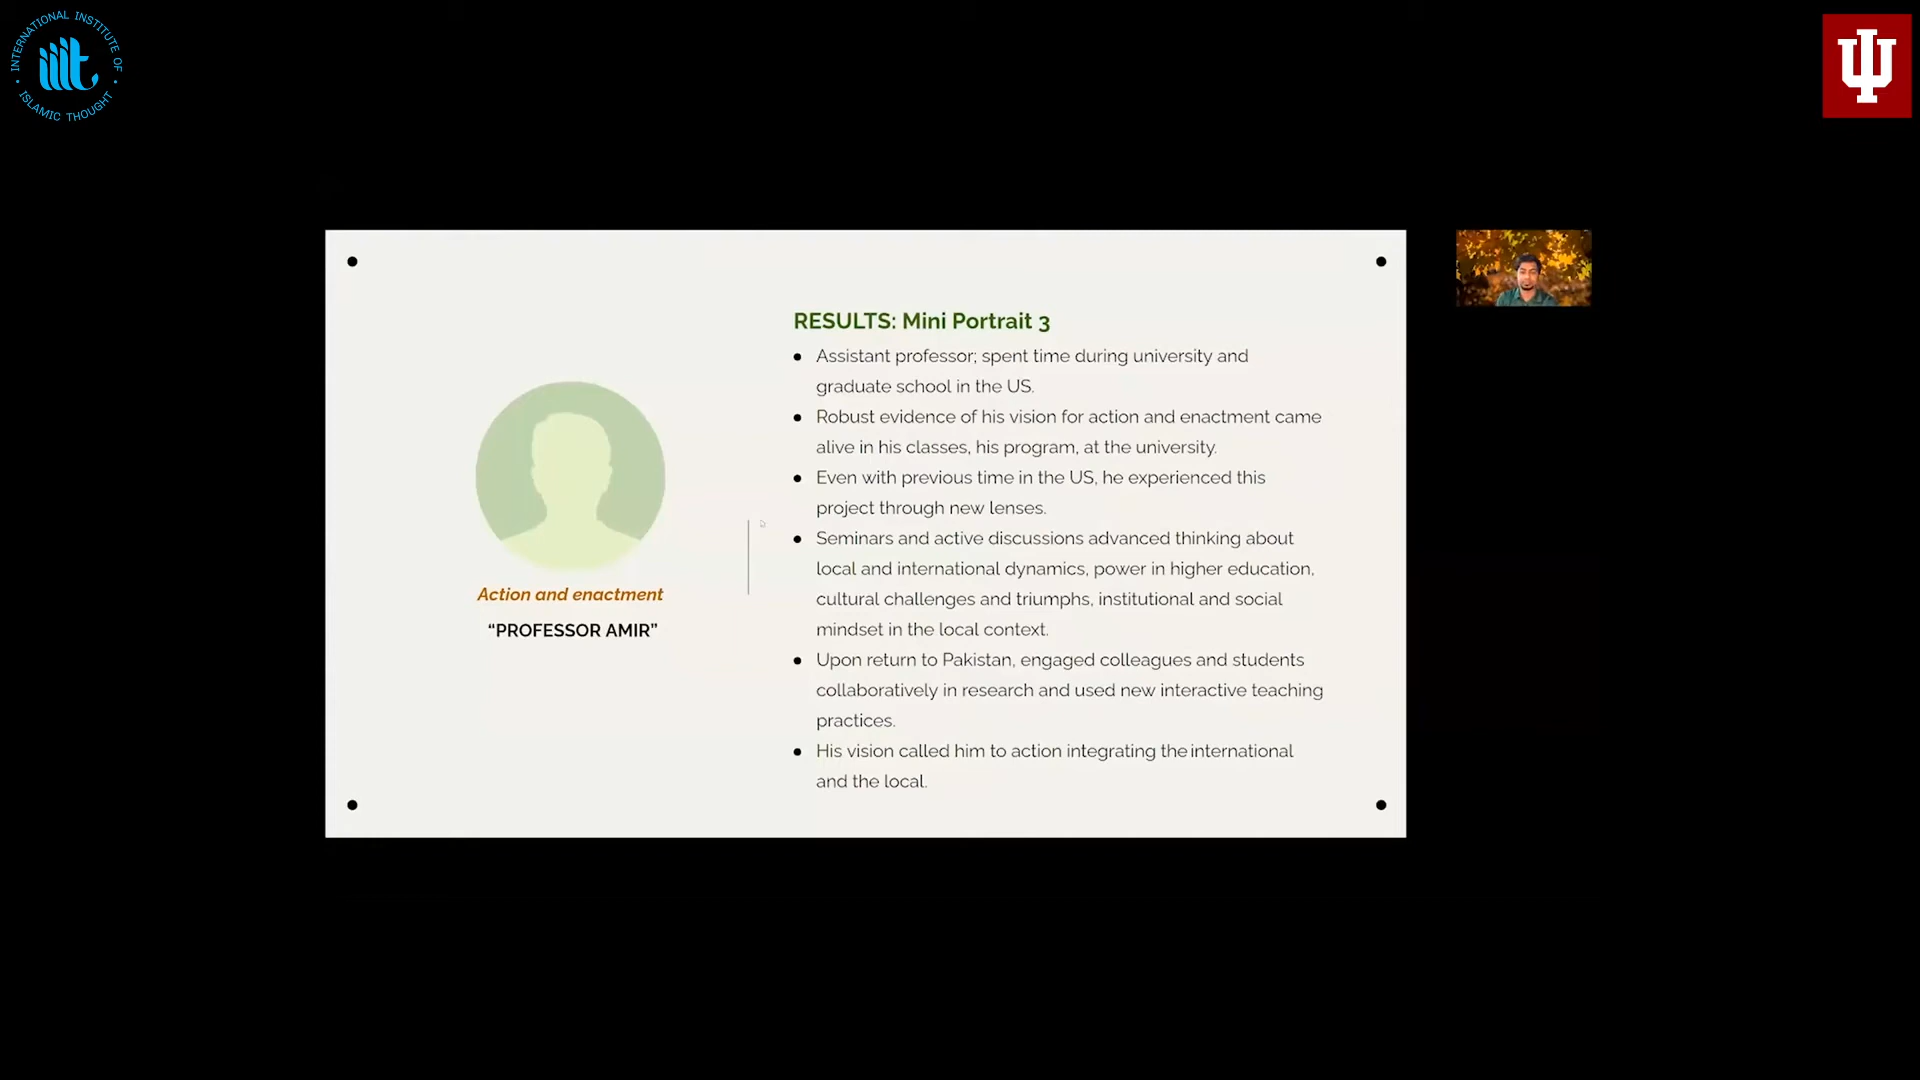 INTERNATIONAL INSTITUTE OF
ISLAMIC THOUGHT
iiit
RESULTS: Mini Portrait 3
• Assistant professor; spent time during university and
graduate school in the US.
• Robust evidence of his vision for action and enactment came
alive in his classes, his program, at the university.
• Even with previous time in the US, he experienced this
project through new lenses.
• Seminars and active discussions advanced thinking about
local and international dynamics, power in higher education,
cultural challenges and triumphs, institutional and social
mindset in the local context.
• Upon return to Pakistan, engaged colleagues and students
collaboratively in research and used new interactive teaching
practices.
• His vision called him to action integrating the international
and the local.
Action and enactment
“PROFESSOR AMIR”